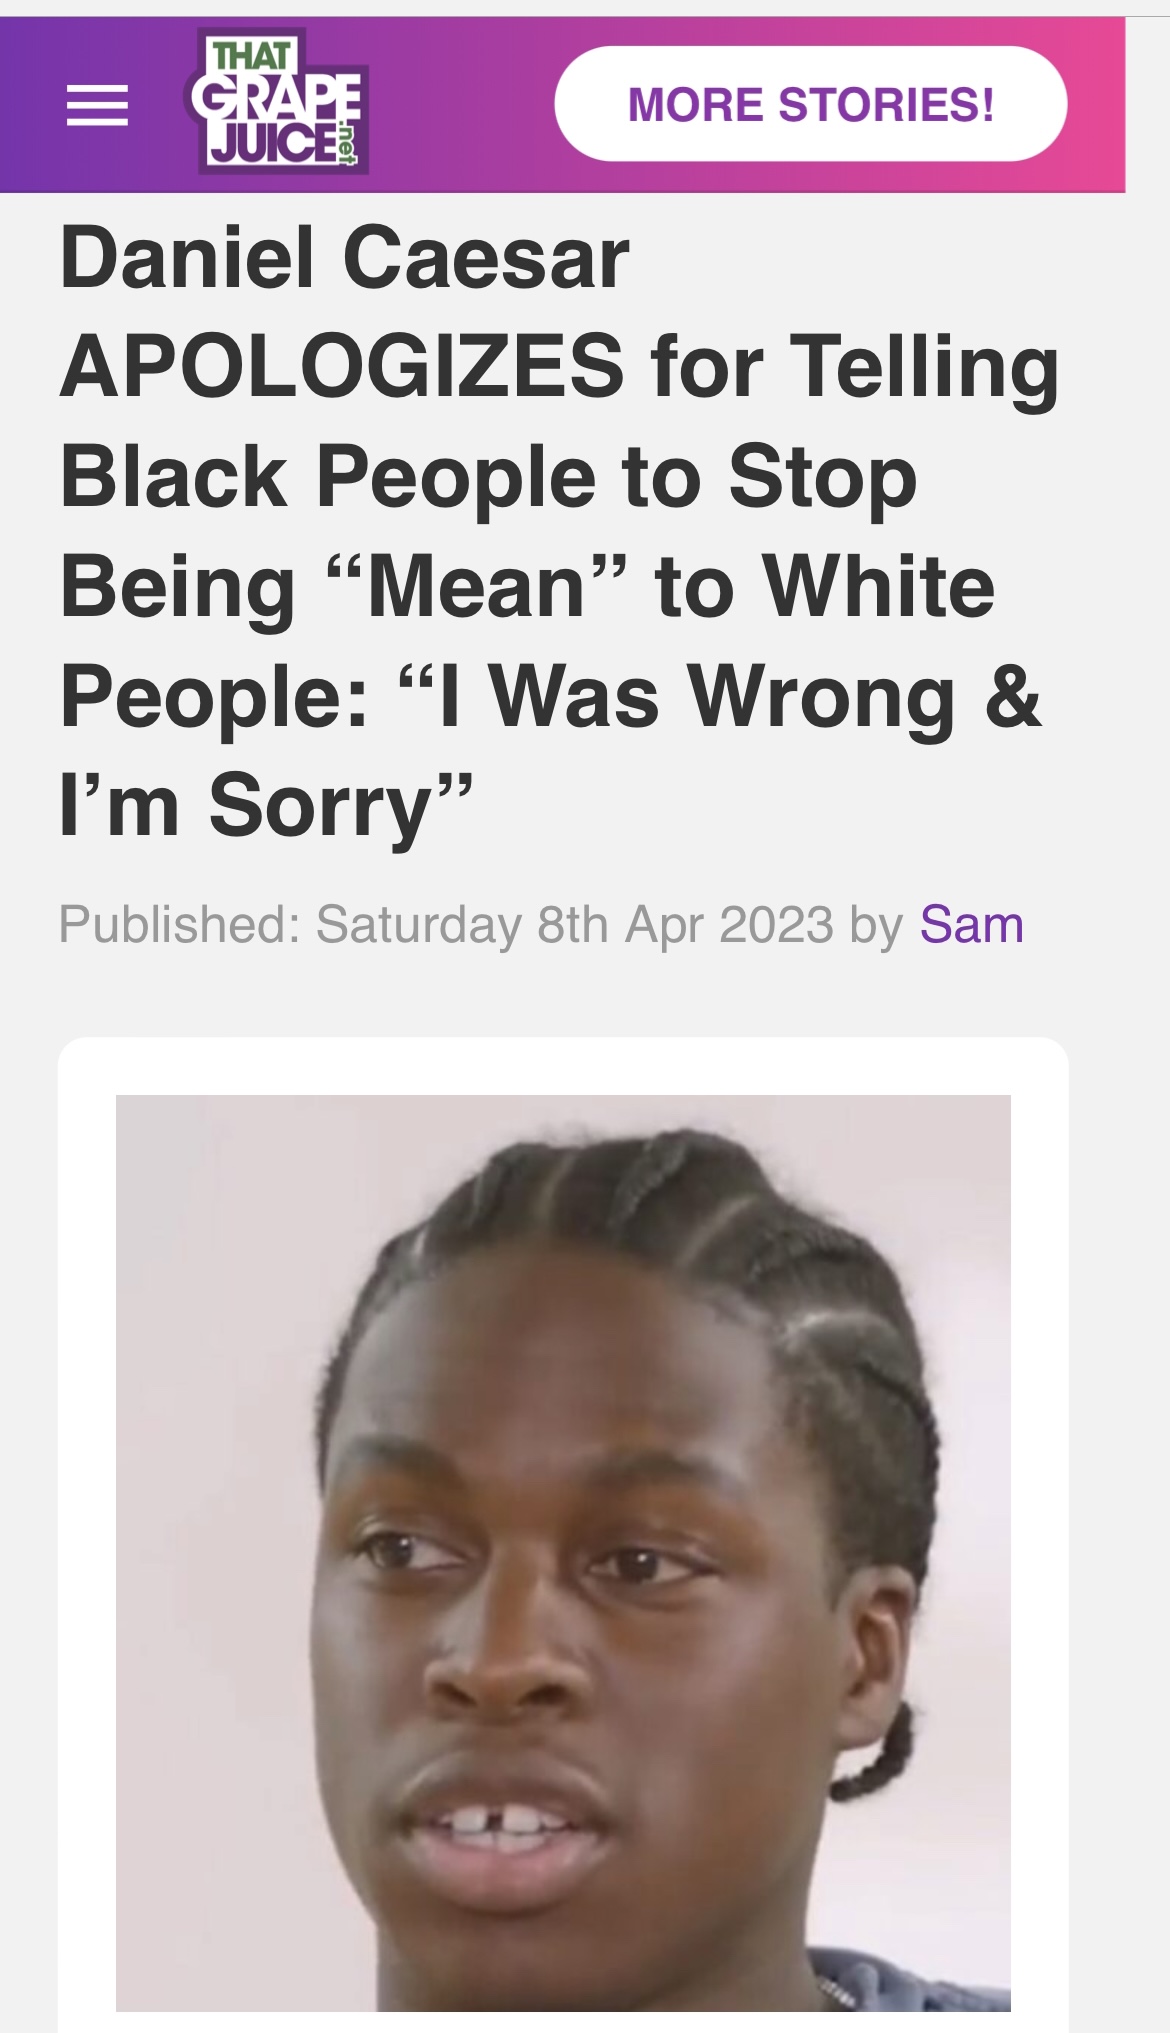 THAT
GRAPE
JUICE
.net
MORE STORIES!
Daniel Caesar
APOLOGIZES for Telling
Black People to Stop
Being “Mean” to White
People: “I Was Wrong &
I’m Sorry”
Published: Saturday 8th Apr 2023 by Sam